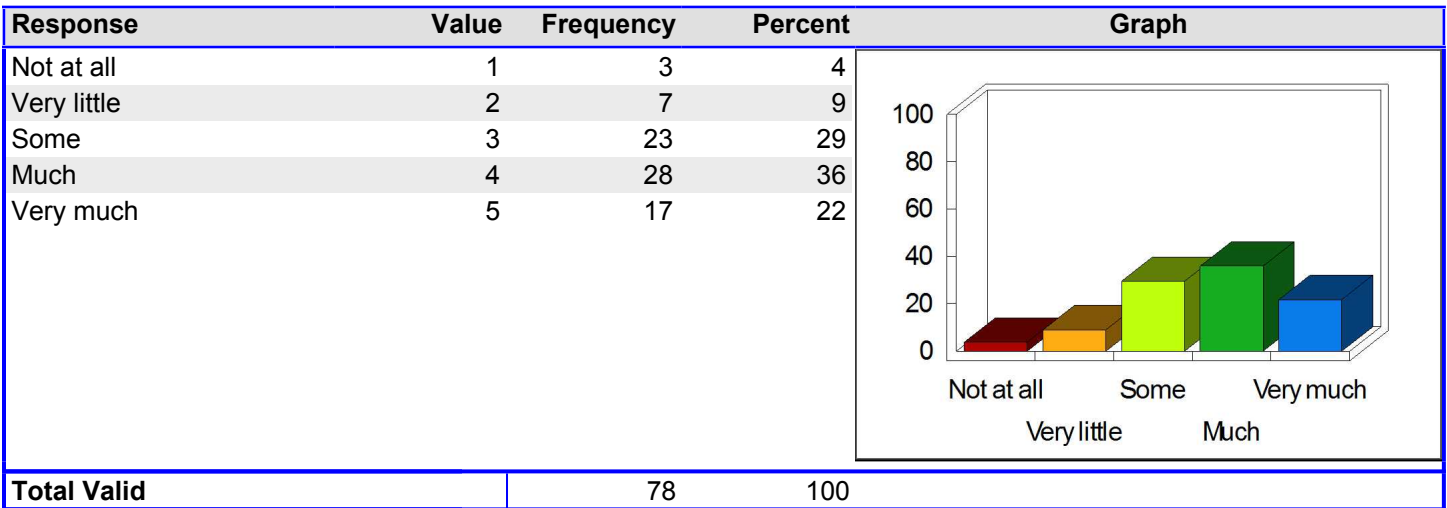 Response Value Frequency Percent Graph
Not at all 1 3 4
Very little 2 7 9
Some 3 23 29
Much 4 28 36
Very much 5 17 22
100
80
60
40
20
0
Not at all Some Very much
Very little Much
Total Valid 78 100